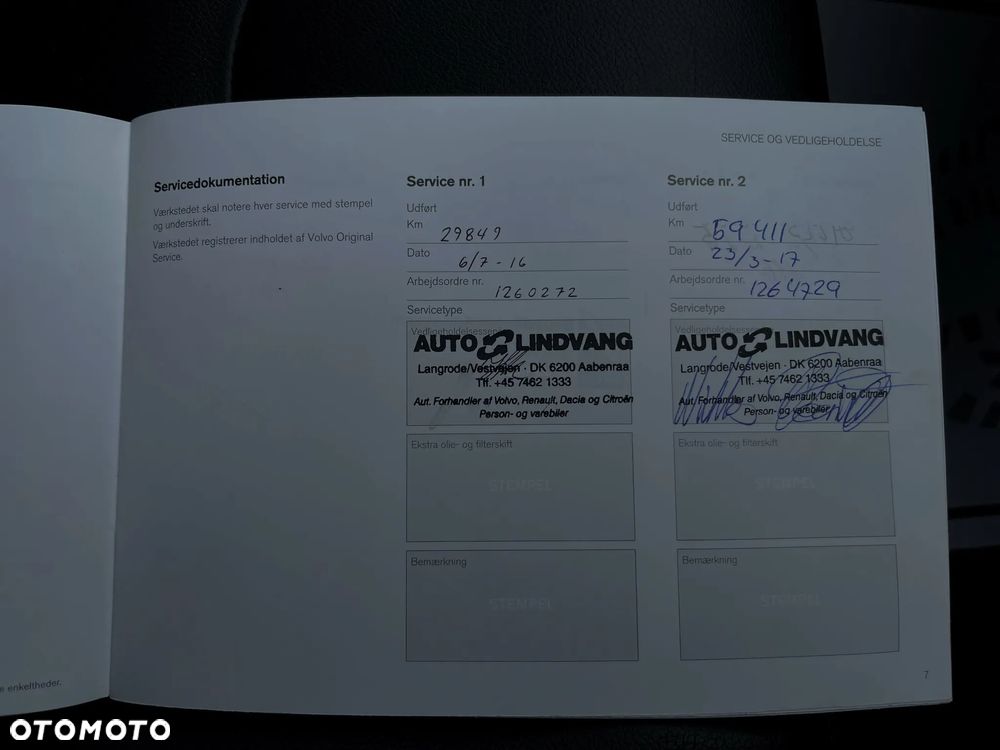 SERVICE OG VEDLIGEHOLDELSE
Servicedokumentation
Værkstedet skal notere hver service med stempel
og underskrift.
Værkstedet registrerer indholdet af Volvo Original
Service.
Service nr. 1
Udført
Km 29849
Dato 6/7 - 16
Arbejdsordre nr. 1260272
Servicetype
AUTO LINDVANG
Langrode/Vestvejen · DK 6200 Aabenraa
Tlf. +45 7462 1333
Aut. Forhandler af Volvo, Renault, Dacia og Citroën
Person- og varebiler
Ekstra olie- og filterskift
STEMPEL
Bemærkning
STEMPEL
Service nr. 2
Udført
Km 59411
Dato 23/3-17
Arbejdsordre nr. 1264729
Servicetype
AUTO LINDVANG
Langrode/Vestvejen · DK 6200 Aabenraa
Tlf. +45 7462 1333
Aut. Forhandler af Volvo, Renault, Dacia og Citroën
Person- og varebiler
Ekstra olie- og filterskift
STEMPEL
Bemærkning
STEMPEL
7
e enkeltheder.
OTOMOTO